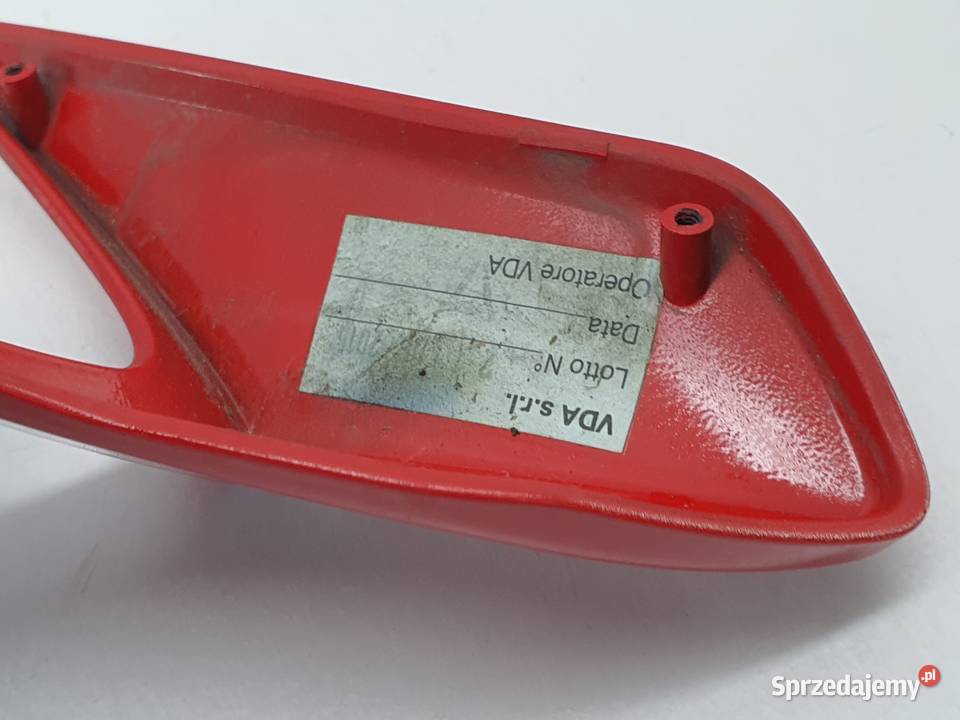 VDA s.r.l.
Lotto N°
Data
Operatore VDA
Sprzedajemy.pl